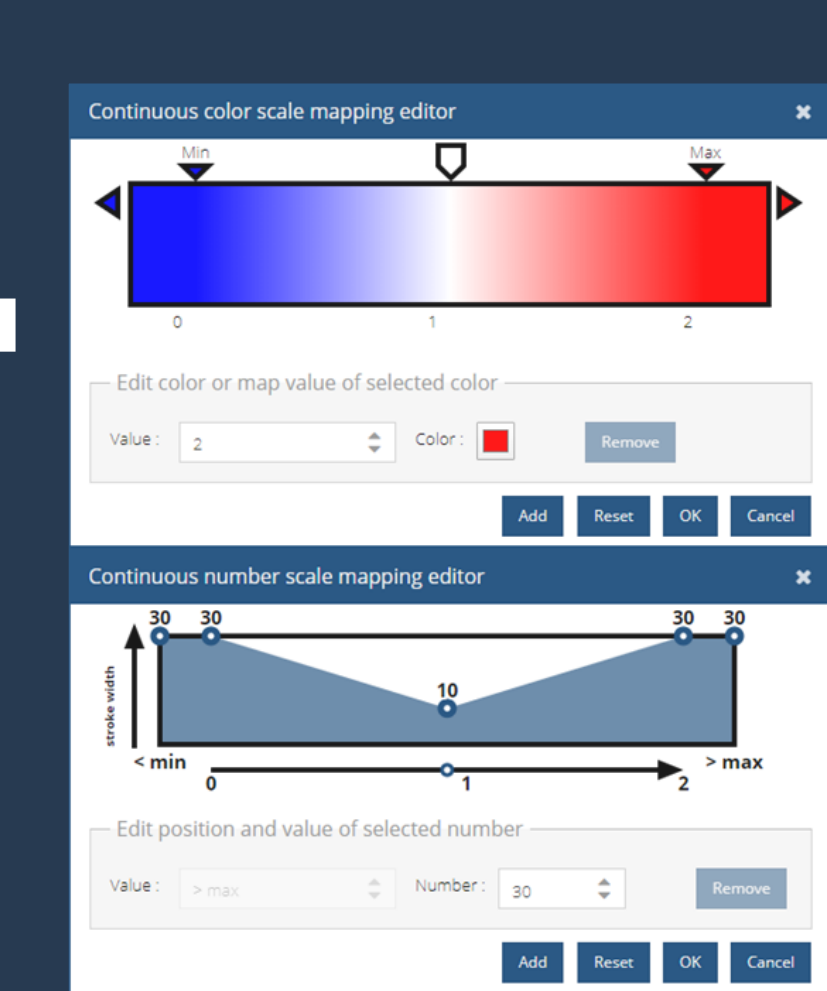 Continuous color scale mapping editor
Min Max
0 1 2
Edit color or map value of selected color
Value : 2 Color : Remove
Add Reset OK Cancel
Continuous number scale mapping editor
30 30 30 30
10
stroke width
< min > max
0 1 2
Edit position and value of selected number
Value : > max Number : 30 Remove
Add Reset OK Cancel